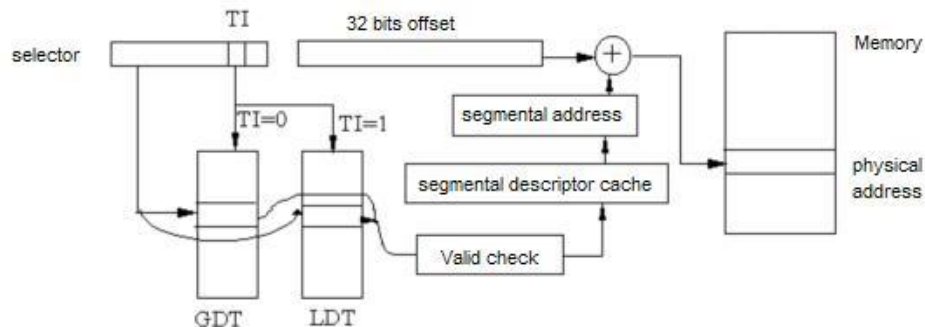 TI
32 bits offset
selector
Memory
+
segmental address
TI=0
TI=1
segmental descriptor cache
physical
address
Valid check
GDT
LDT